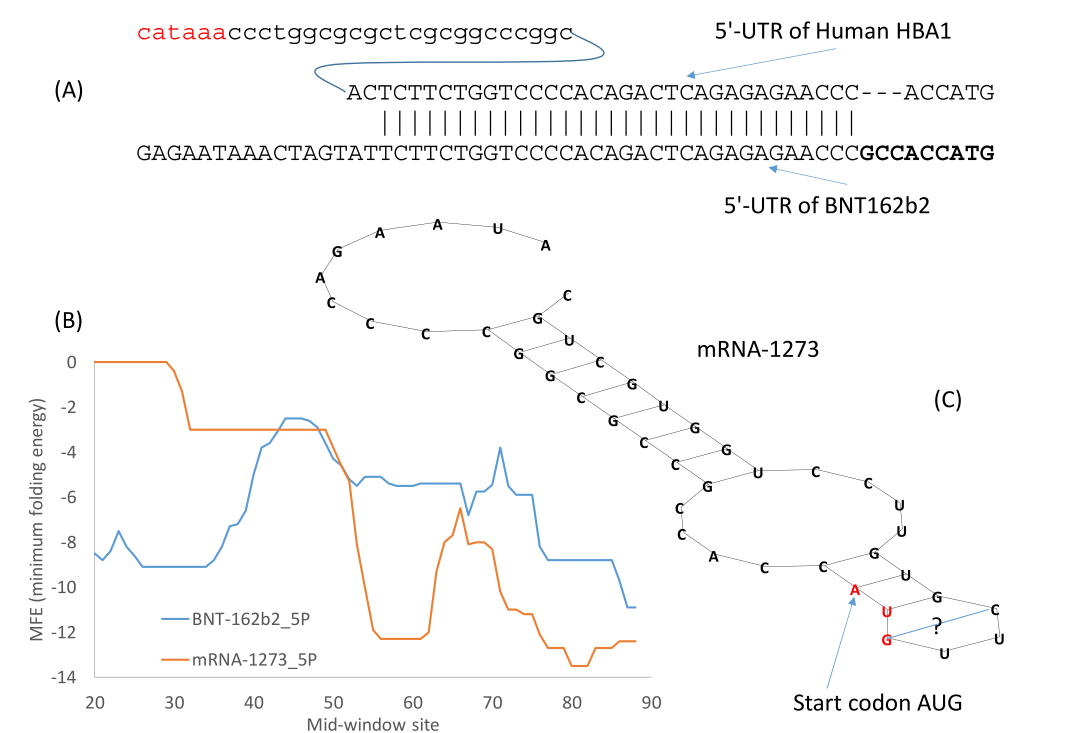 cataaaccctggcgcgctcgcggcccggc
5'-UTR of Human HBA1
(A)
ACTCTTCTGGTCCCCACAGACTCAGAGAGAACCC---ACCATG
GAGAATAAACTAGTATTCTTCTGGTCCCCACAGACTCAGAGAGAACCCGCCACCATG
5'-UTR of BNT162b2
(B)
MFE (minimum folding energy)
0
-2
-4
-6
-8
-10
-12
-14
BNT-162b2_5P
mRNA-1273_5P
20 30 40 50 60 70 80 90
Mid-window site
mRNA-1273
(C)
A U A A G A C C C C G G C G C C G C C A C C A U G U U C G U G U U C C U G G U G C U G C
?
Start codon AUG